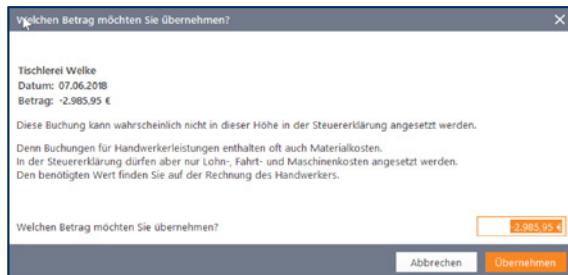 Welchen Betrag möchten Sie übernehmen?
Tischlerei Welke
Datum: 07.06.2018
Betrag: -2.985,95 €
Diese Buchung kann wahrscheinlich nicht in dieser Höhe in der Steuererklärung angesetzt werden.
Denn Buchungen für Handwerkerleistungen enthalten oft auch Materialkosten.
In der Steuererklärung dürfen aber nur Lohn-, Fahrt- und Maschinenkosten angesetzt werden.
Den benötigten Wert finden Sie auf der Rechnung des Handwerkers.
Welchen Betrag möchten Sie übernehmen? -2.985,95 €
Abbrechen Übernehmen